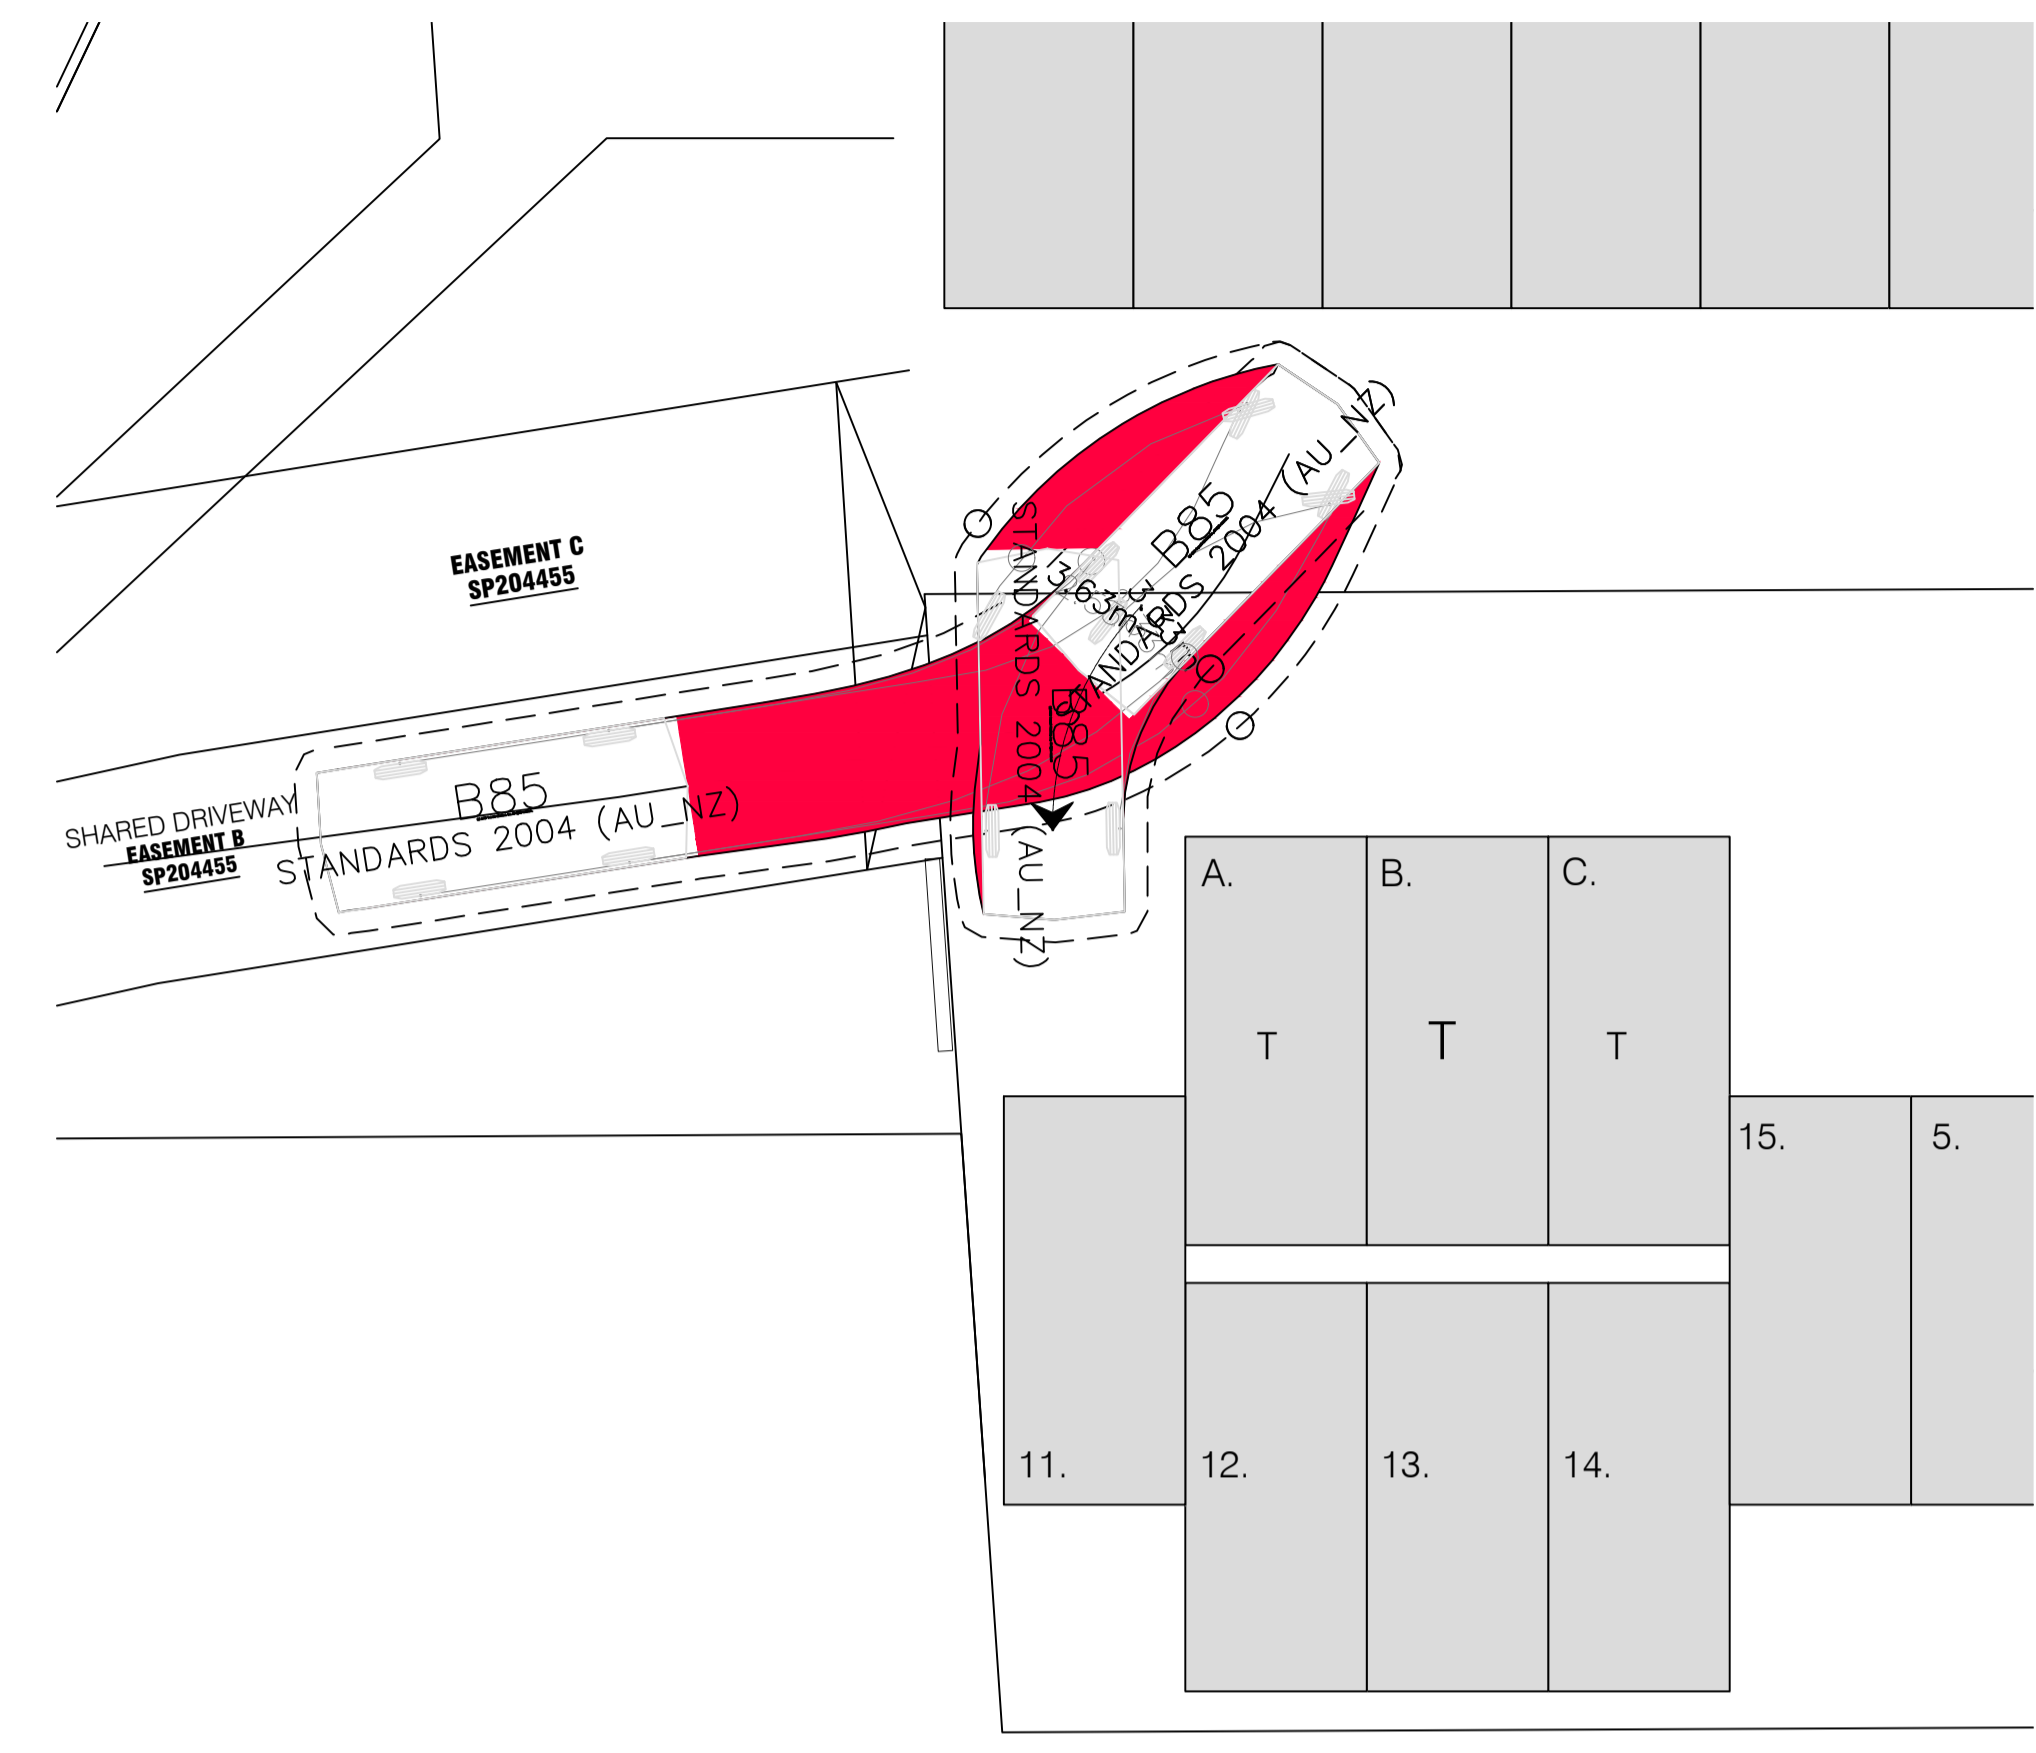 EASEMENT C
SP204455
SHARED DRIVEWAY
EASEMENT B
SP204455
B85
STANDARDS 2004 (AU_NZ)
B85
ANDARDS 2004 (AU_NZ)
STANDARDS 2004 (AU_NZ)
B85
A.
B.
C.
T
T
T
11.
12.
13.
14.
15.
5.